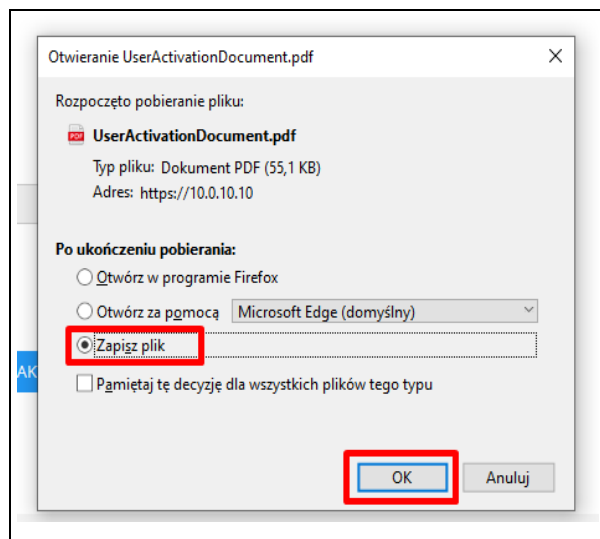 Otwieranie UserActivationDocument.pdf
Rozpoczęto pobieranie pliku:
PDF UserActivationDocument.pdf
Typ pliku: Dokument PDF (55,1 KB)
Adres: https://10.0.10.10
Po ukończeniu pobierania:
Otwórz w programie Firefox
Otwórz za pomocą Microsoft Edge (domyślny)
Zapisz plik
AK
Pamiętaj tę decyzję dla wszystkich plików tego typu
OK Anuluj